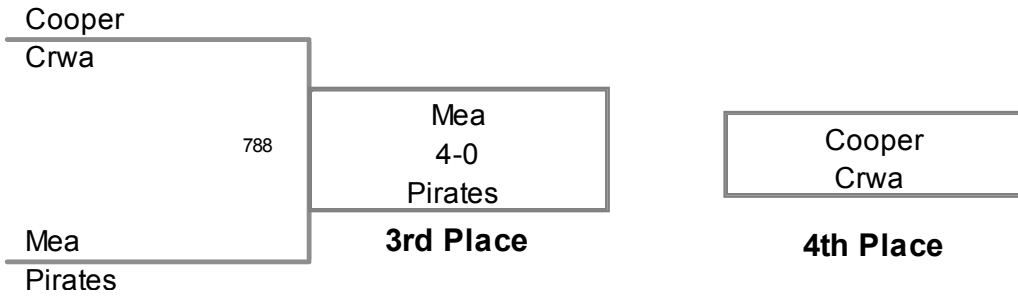 Cooper
Crwa
788
Mea
4-0
Pirates
3rd Place
Cooper
Crwa
4th Place
Mea
Pirates